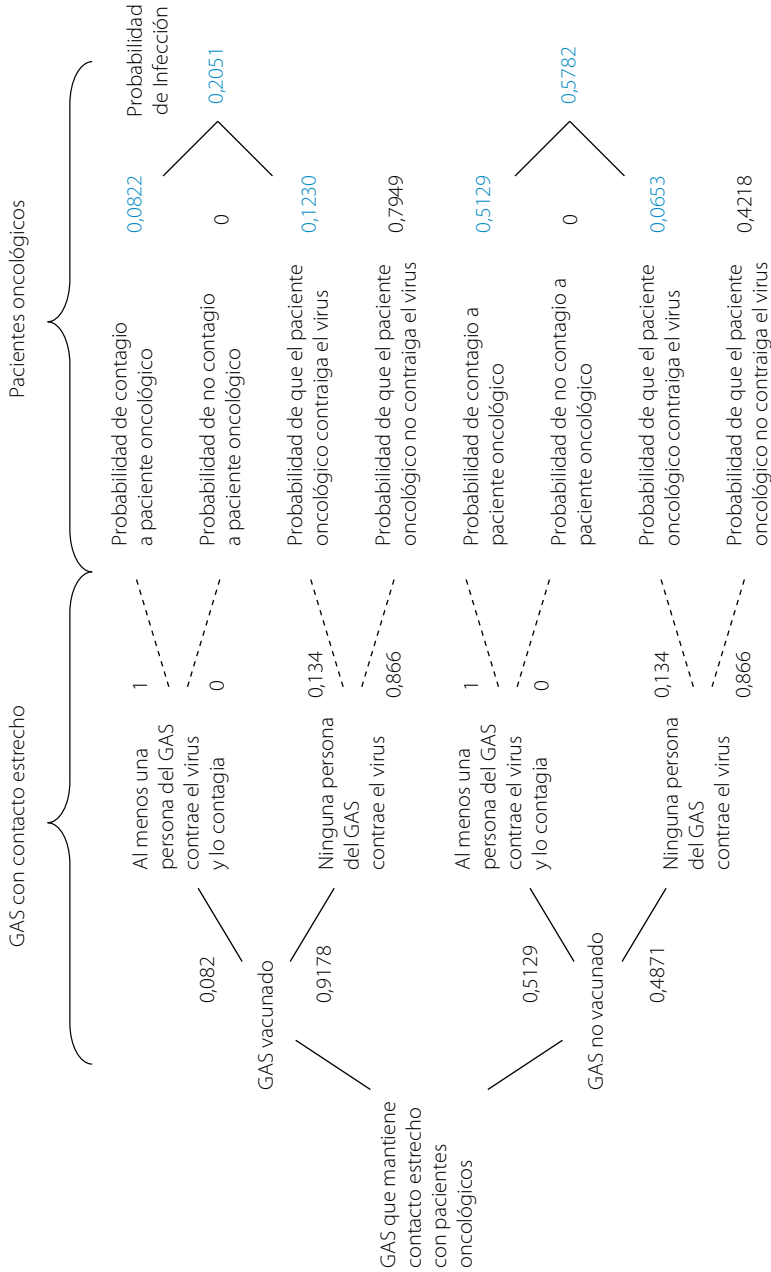 GAS con contacto estrecho
Pacientes oncológicos
Probabilidad
de Infección
GAS que mantiene
contacto estrecho
con pacientes
oncológicos
GAS vacunado
0,082
0,9178
Al menos una
persona del GAS
contrae el virus
y lo contagia
1
0
Probabilidad de contagio
a paciente oncológico
0,0822
Probabilidad de no contagio
a paciente oncológico
0
Ninguna persona
del GAS
contrae el virus
0,134
0,866
Probabilidad de que el paciente
oncológico contraiga el virus
0,1230
Probabilidad de que el paciente
oncológico no contraiga el virus
0,7949
0,2051
GAS no vacunado
0,5129
0,4871
Al menos una
persona del GAS
contrae el virus
y lo contagia
1
0
Probabilidad de contagio a
paciente oncológico
0,5129
Probabilidad de no contagio a
paciente oncológico
0
Ninguna persona
del GAS
contrae el virus
0,134
0,866
Probabilidad de que el paciente
oncológico contraiga el virus
0,0653
Probabilidad de que el paciente
oncológico no contraiga el virus
0,4218
0,5782